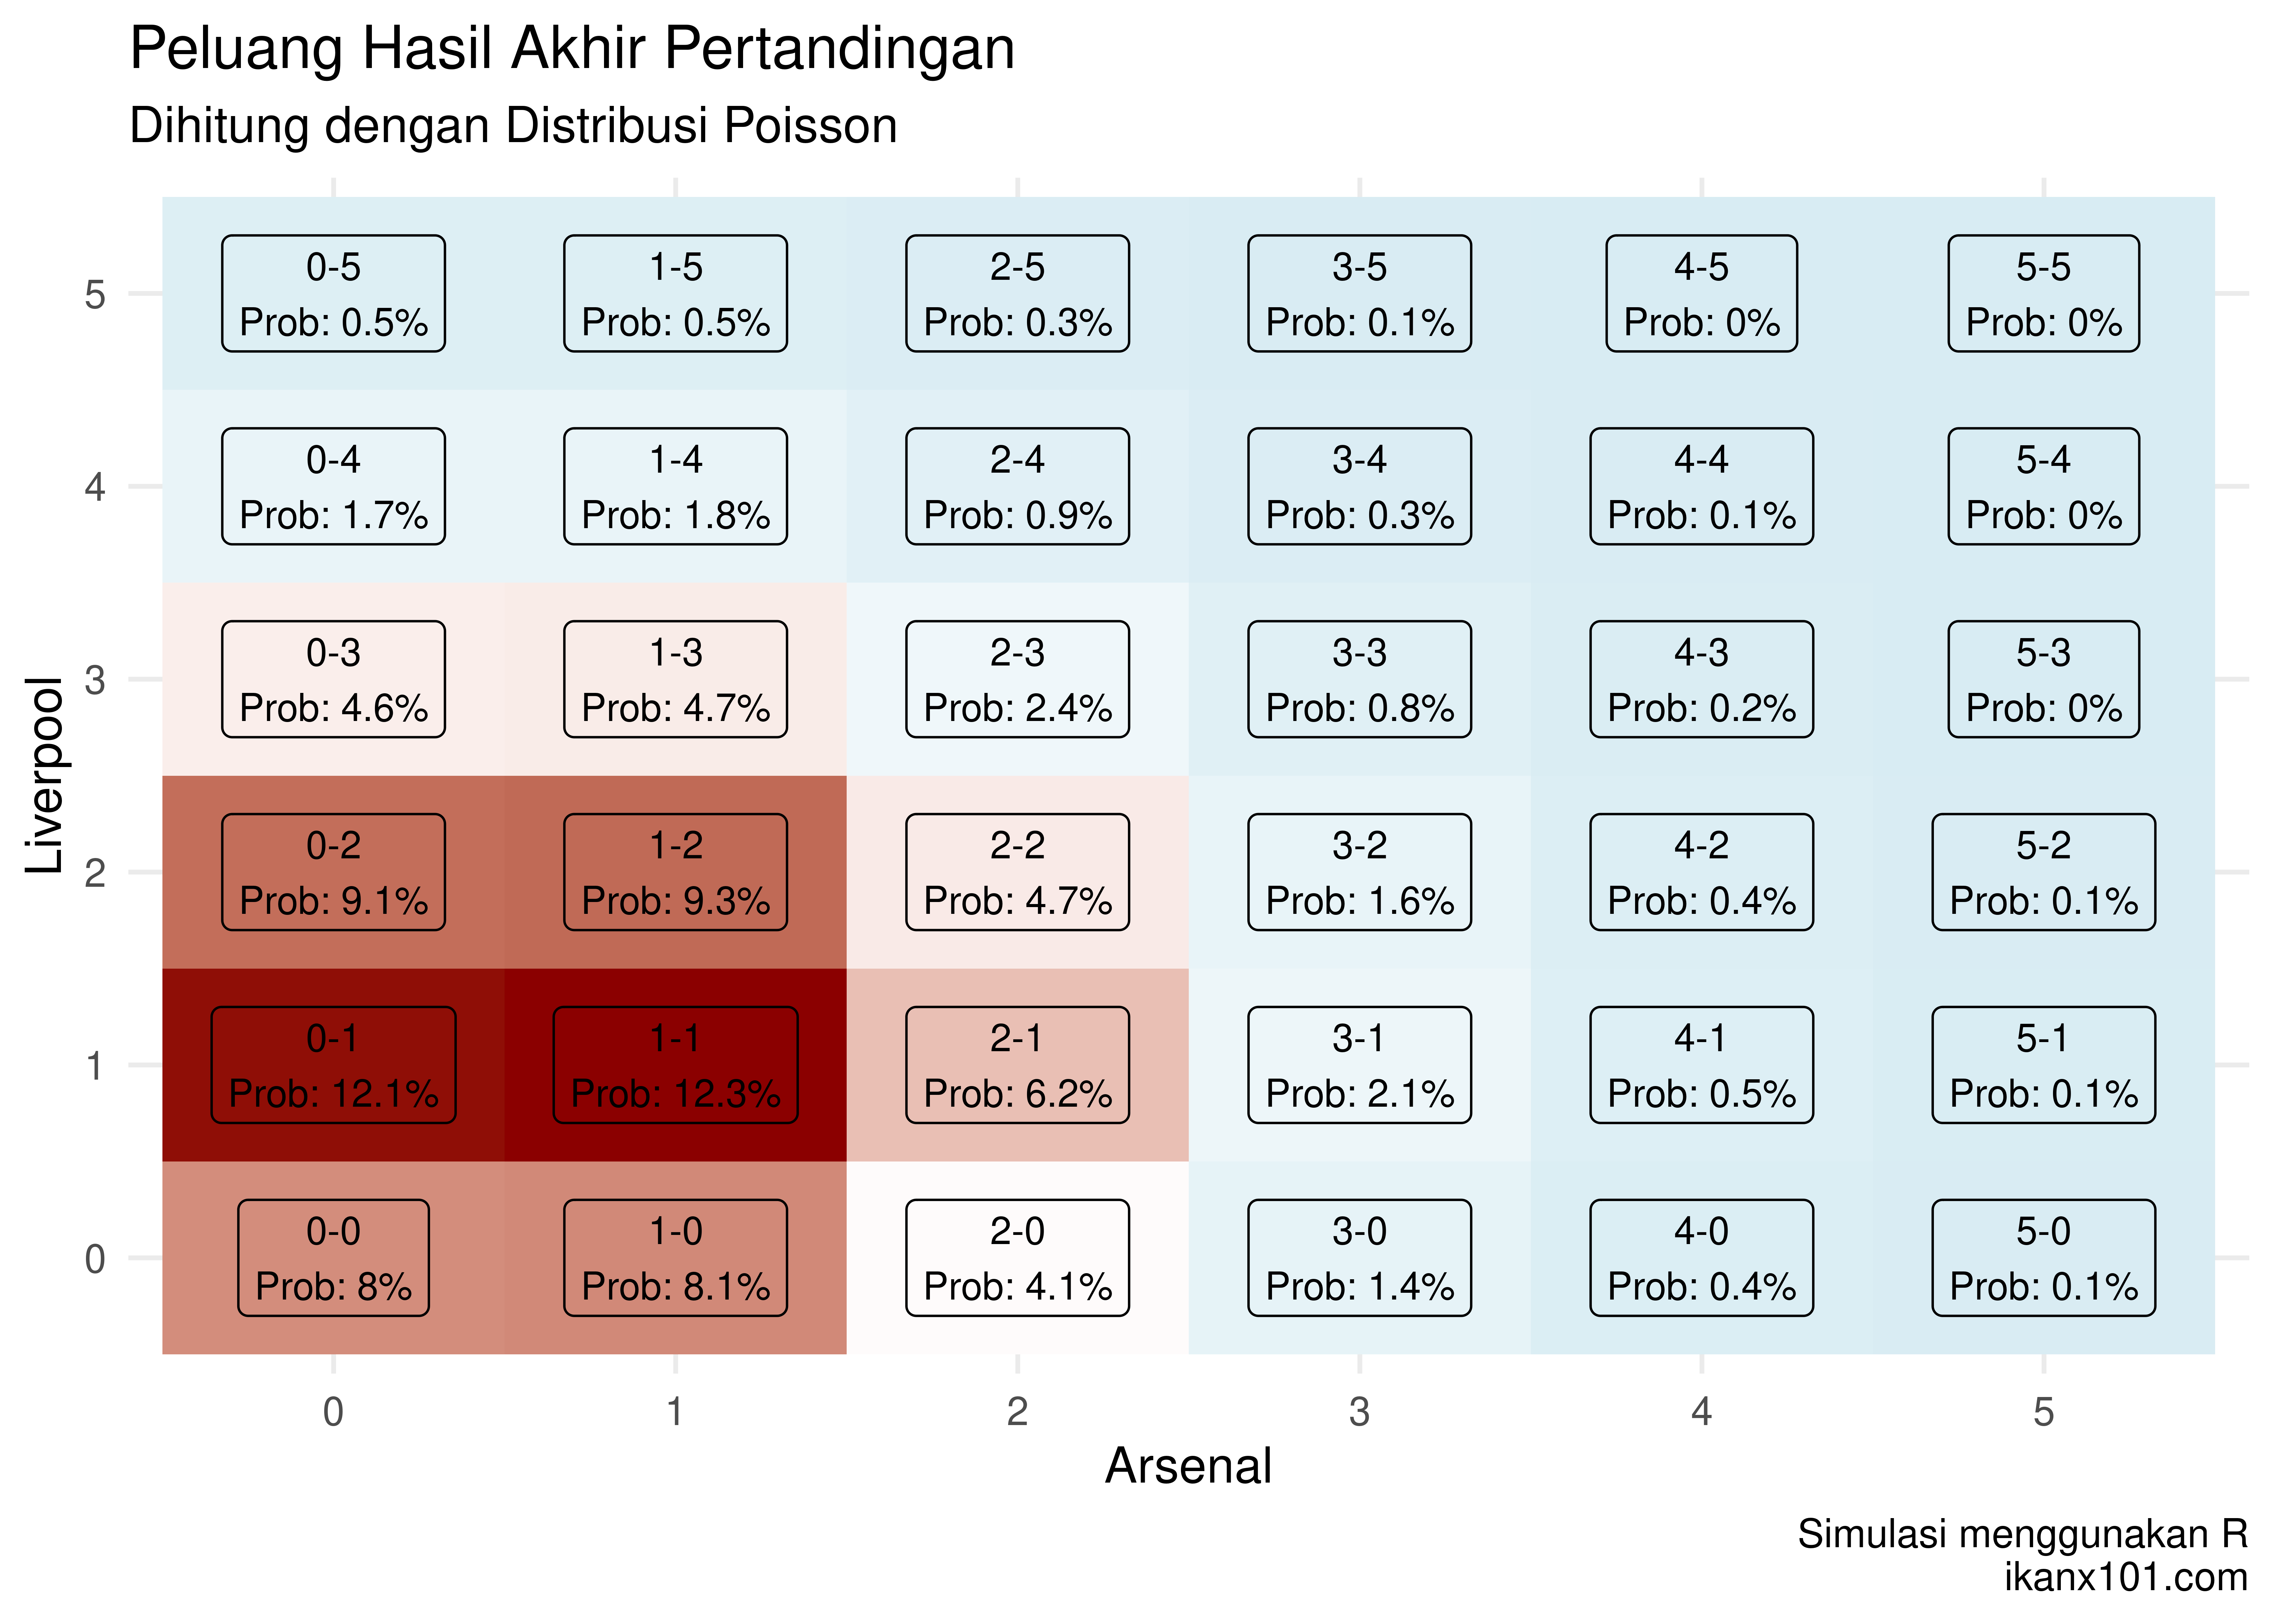 Peluang Hasil Akhir Pertandingan
Dihitung dengan Distribusi Poisson
Liverpool
5
0-5
Prob: 0.5%
1-5
Prob: 0.5%
2-5
Prob: 0.3%
3-5
Prob: 0.1%
4-5
Prob: 0%
5-5
Prob: 0%
4
0-4
Prob: 1.7%
1-4
Prob: 1.8%
2-4
Prob: 0.9%
3-4
Prob: 0.3%
4-4
Prob: 0.1%
5-4
Prob: 0%
3
0-3
Prob: 4.6%
1-3
Prob: 4.7%
2-3
Prob: 2.4%
3-3
Prob: 0.8%
4-3
Prob: 0.2%
5-3
Prob: 0%
2
0-2
Prob: 9.1%
1-2
Prob: 9.3%
2-2
Prob: 4.7%
3-2
Prob: 1.6%
4-2
Prob: 0.4%
5-2
Prob: 0.1%
1
0-1
Prob: 12.1%
1-1
Prob: 12.3%
2-1
Prob: 6.2%
3-1
Prob: 2.1%
4-1
Prob: 0.5%
5-1
Prob: 0.1%
0
0-0
Prob: 8%
1-0
Prob: 8.1%
2-0
Prob: 4.1%
3-0
Prob: 1.4%
4-0
Prob: 0.4%
5-0
Prob: 0.1%
0 1 2 3 4 5
Arsenal
Simulasi menggunakan R
ikanx101.com